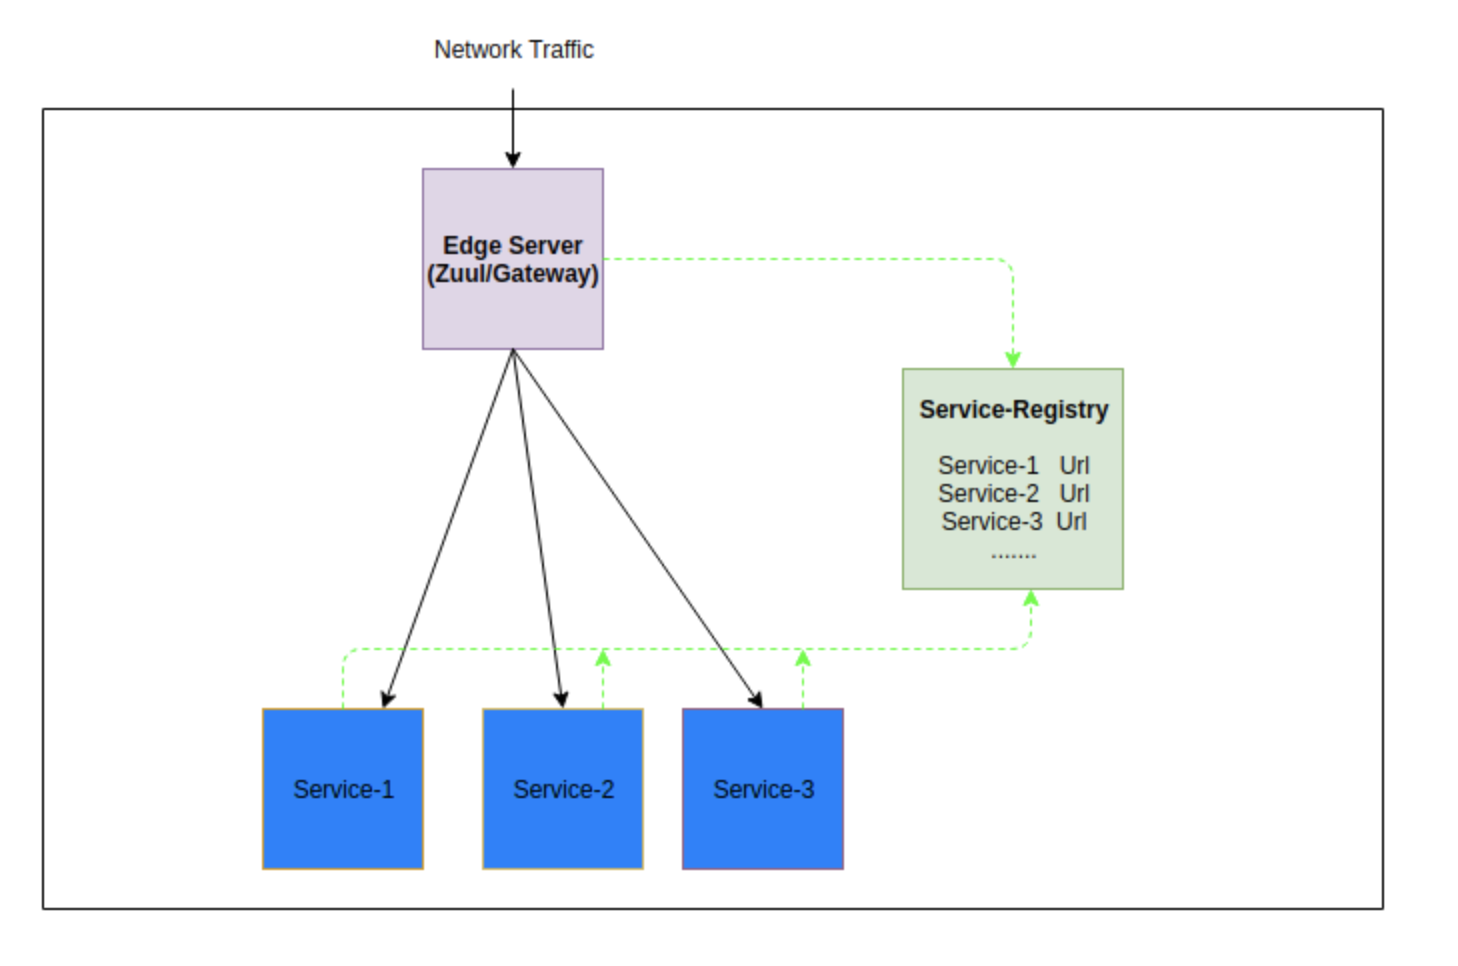 Network Traffic
Edge Server
(Zuul/Gateway)
Service-Registry
Service-1 Url
Service-2 Url
Service-3 Url
.......
Service-1
Service-2
Service-3